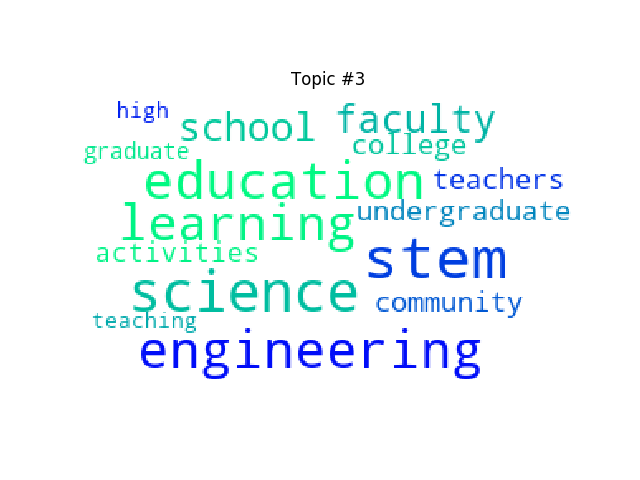 Topic #3
high
school
faculty
graduate
college
education
teachers
learning
undergraduate
activities
stem
science
community
teaching
engineering